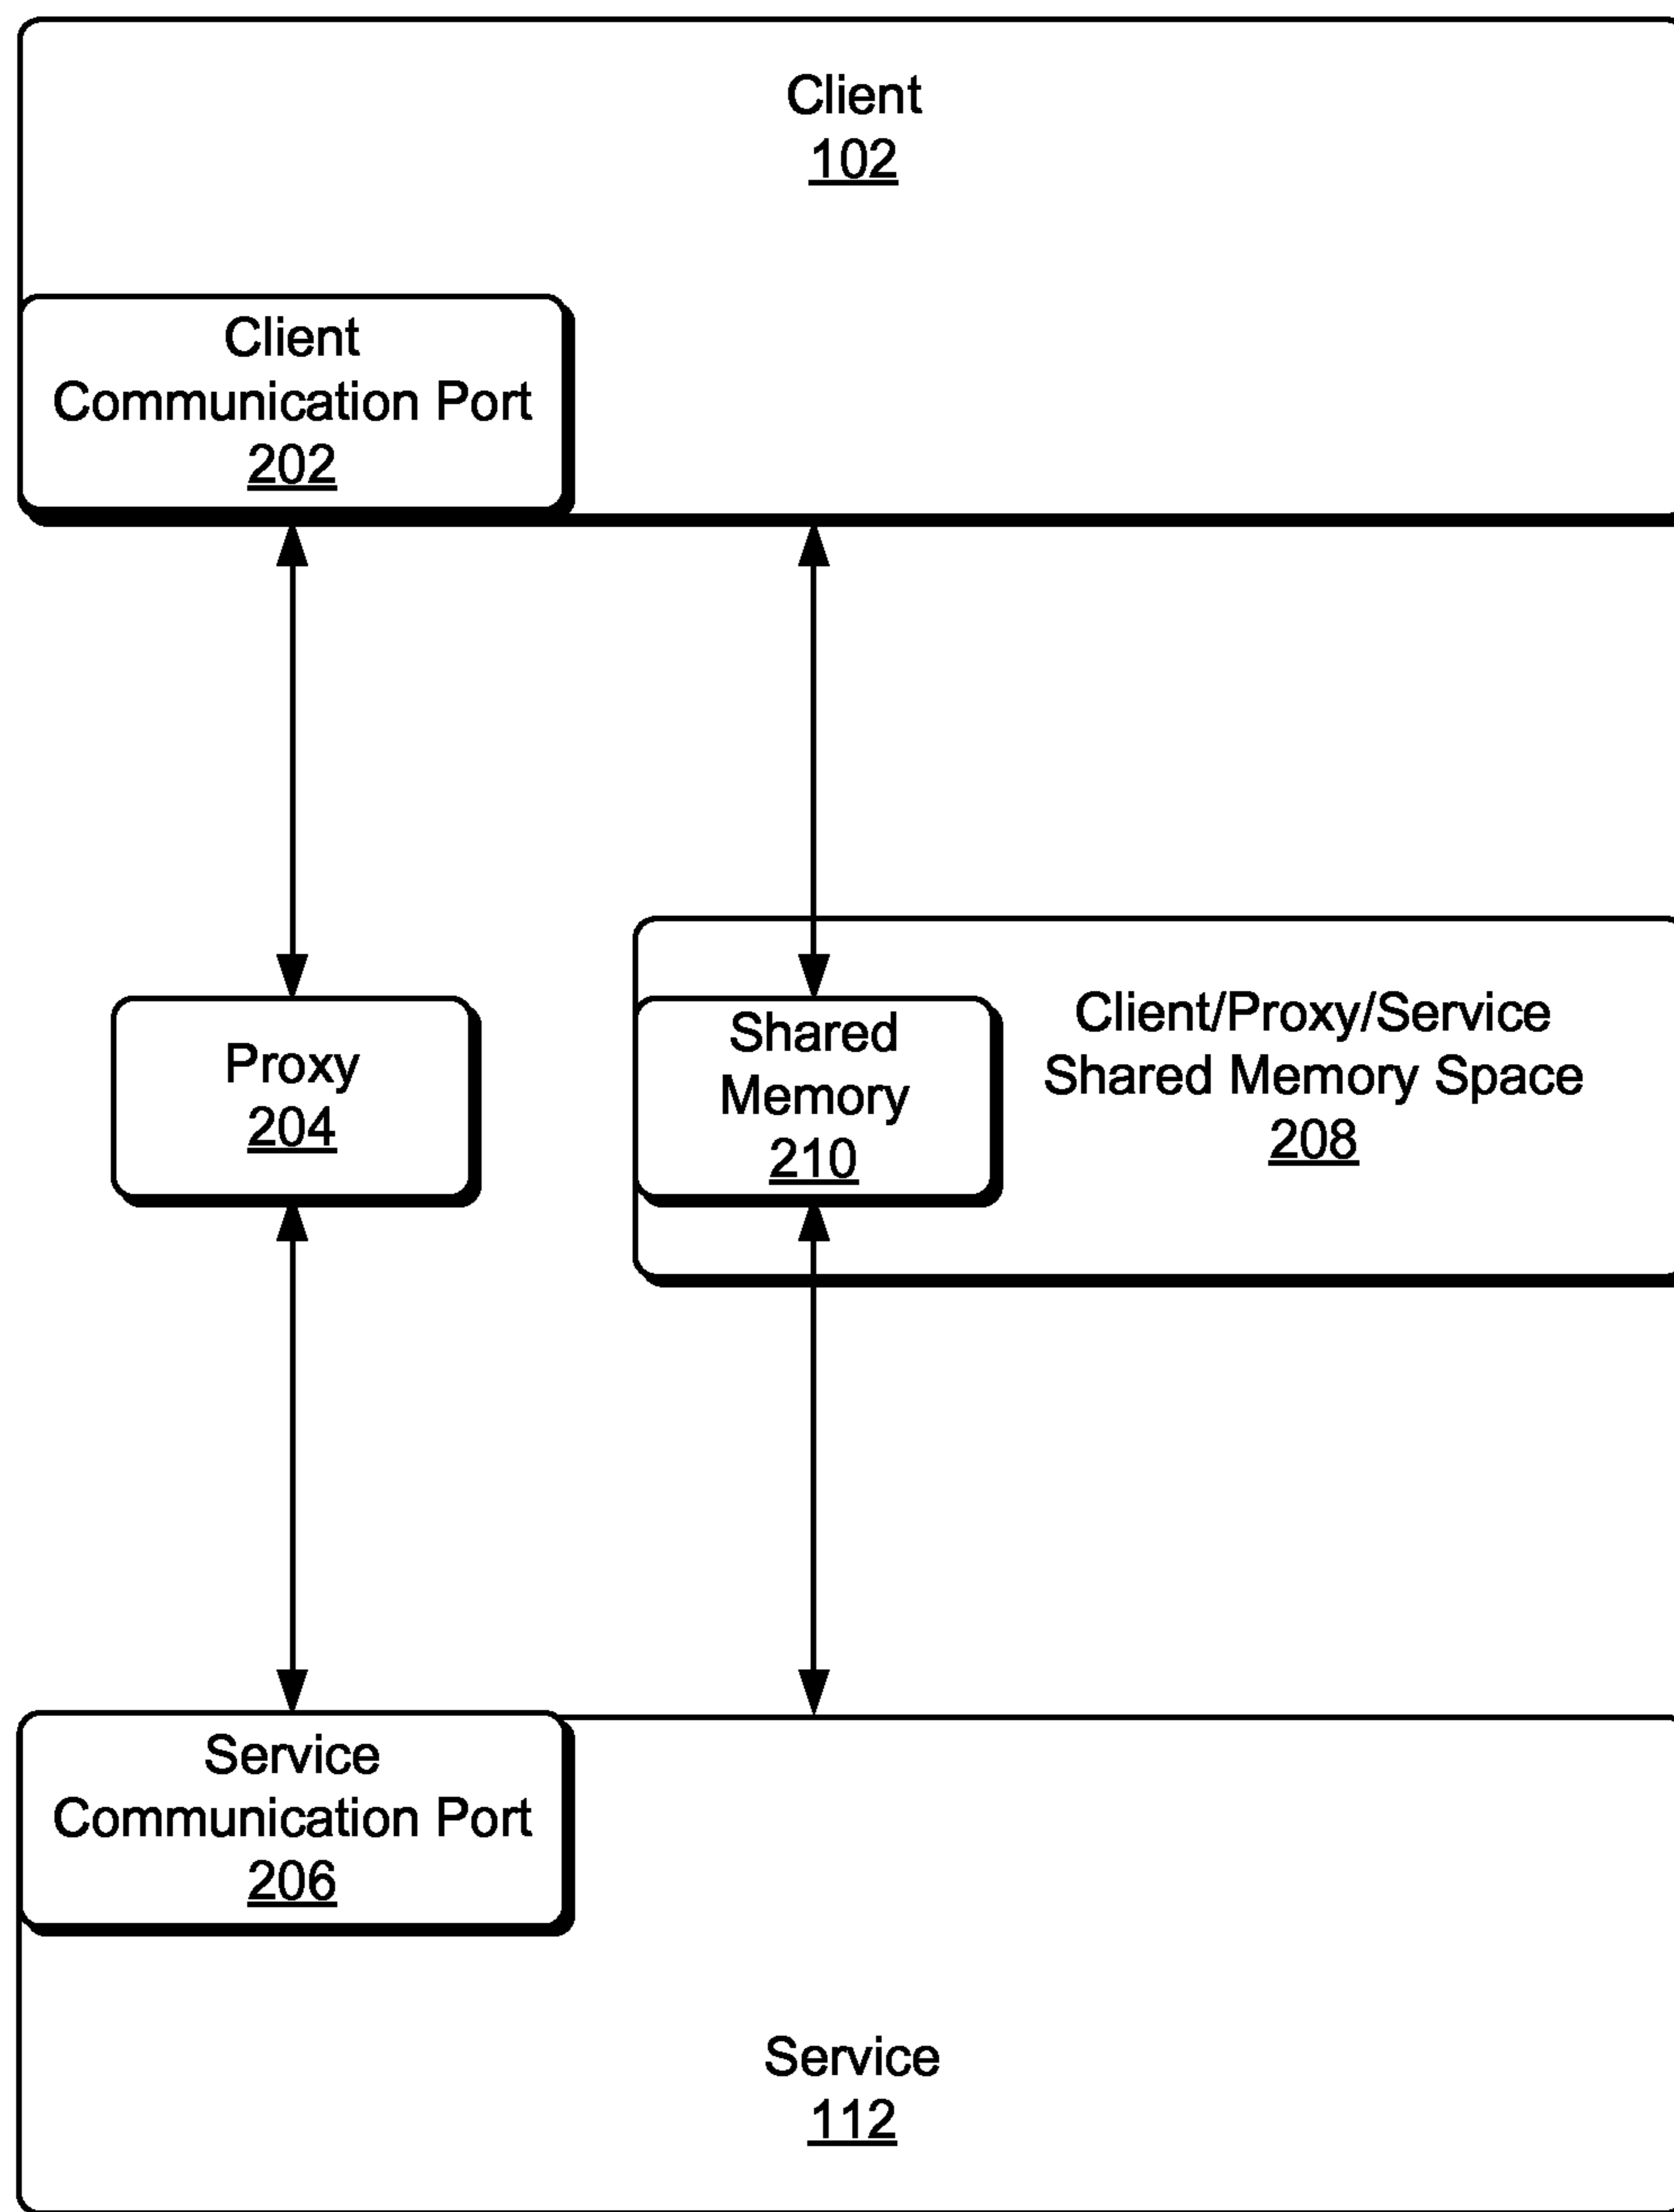 Client
102
Client
Communication Port
202
Proxy
204
Shared
Memory
210
Client/Proxy/Service
Shared Memory Space
208
Service
Communication Port
206
Service
112